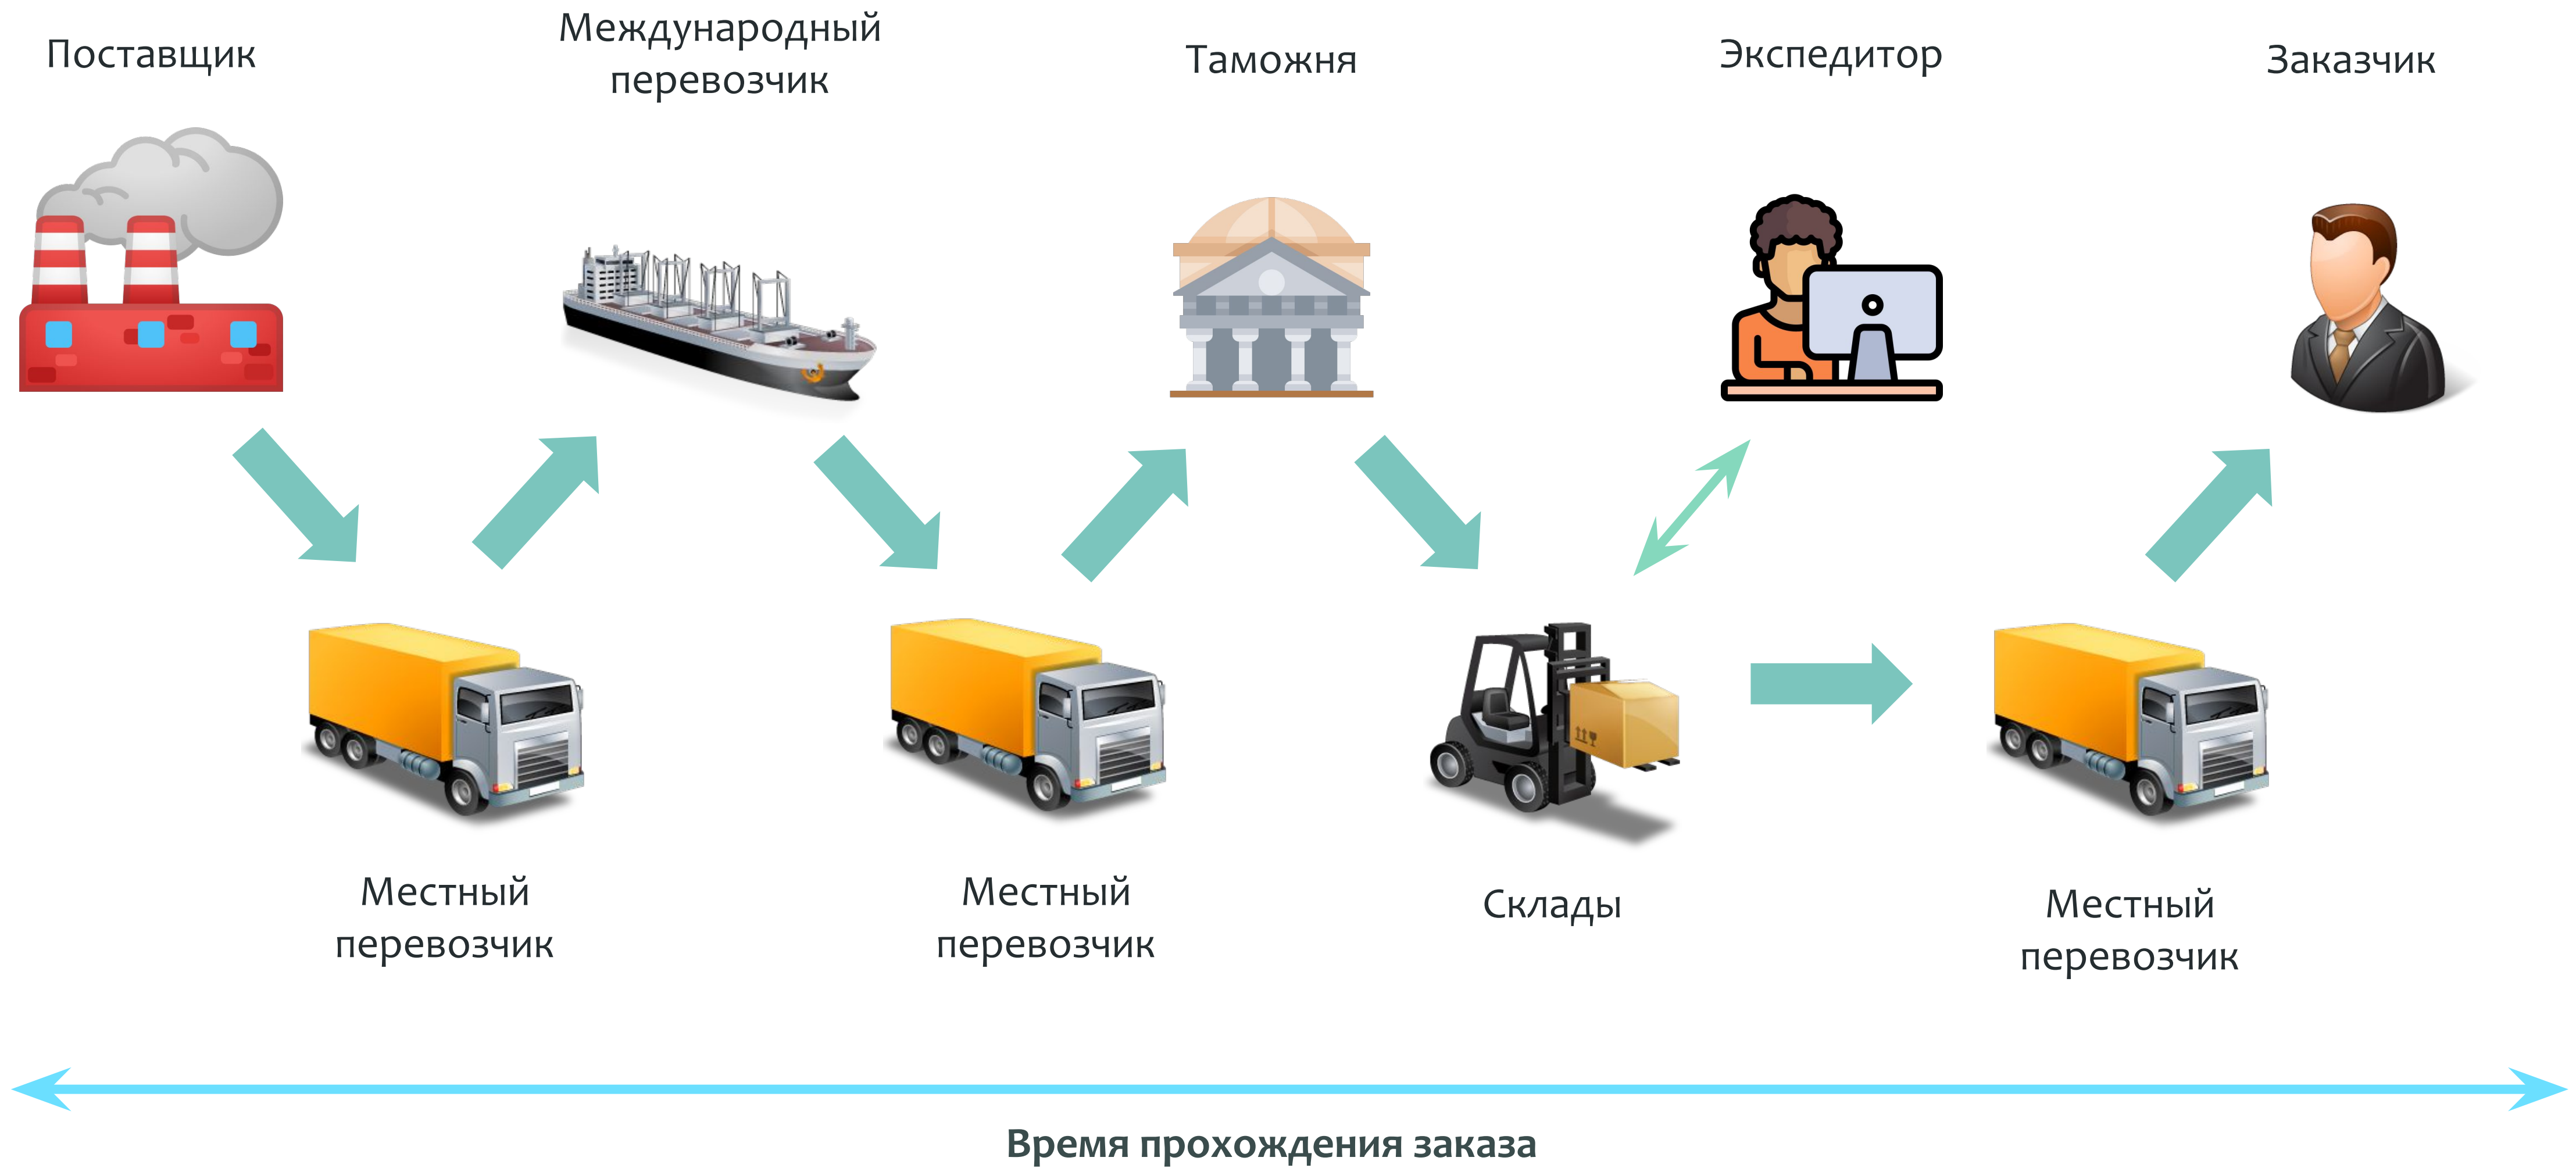 Поставщик
Международный
перевозчик
Таможня
Экспедитор
Заказчик
Местный
перевозчик
Местный
перевозчик
Склады
Местный
перевозчик
Время прохождения заказа